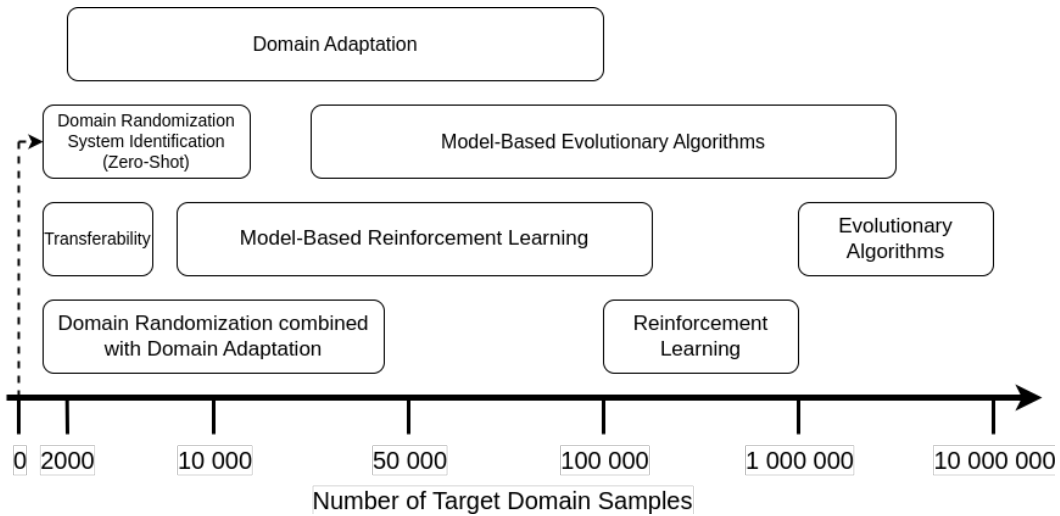 Domain Adaptation
Domain Randomization
System Identification
(Zero-Shot)
Model-Based Evolutionary Algorithms
Transferability
Model-Based Reinforcement Learning
Evolutionary
Algorithms
Domain Randomization combined
with Domain Adaptation
Reinforcement
Learning
0
2000
10 000
50 000
100 000
1 000 000
10 000 000
Number of Target Domain Samples